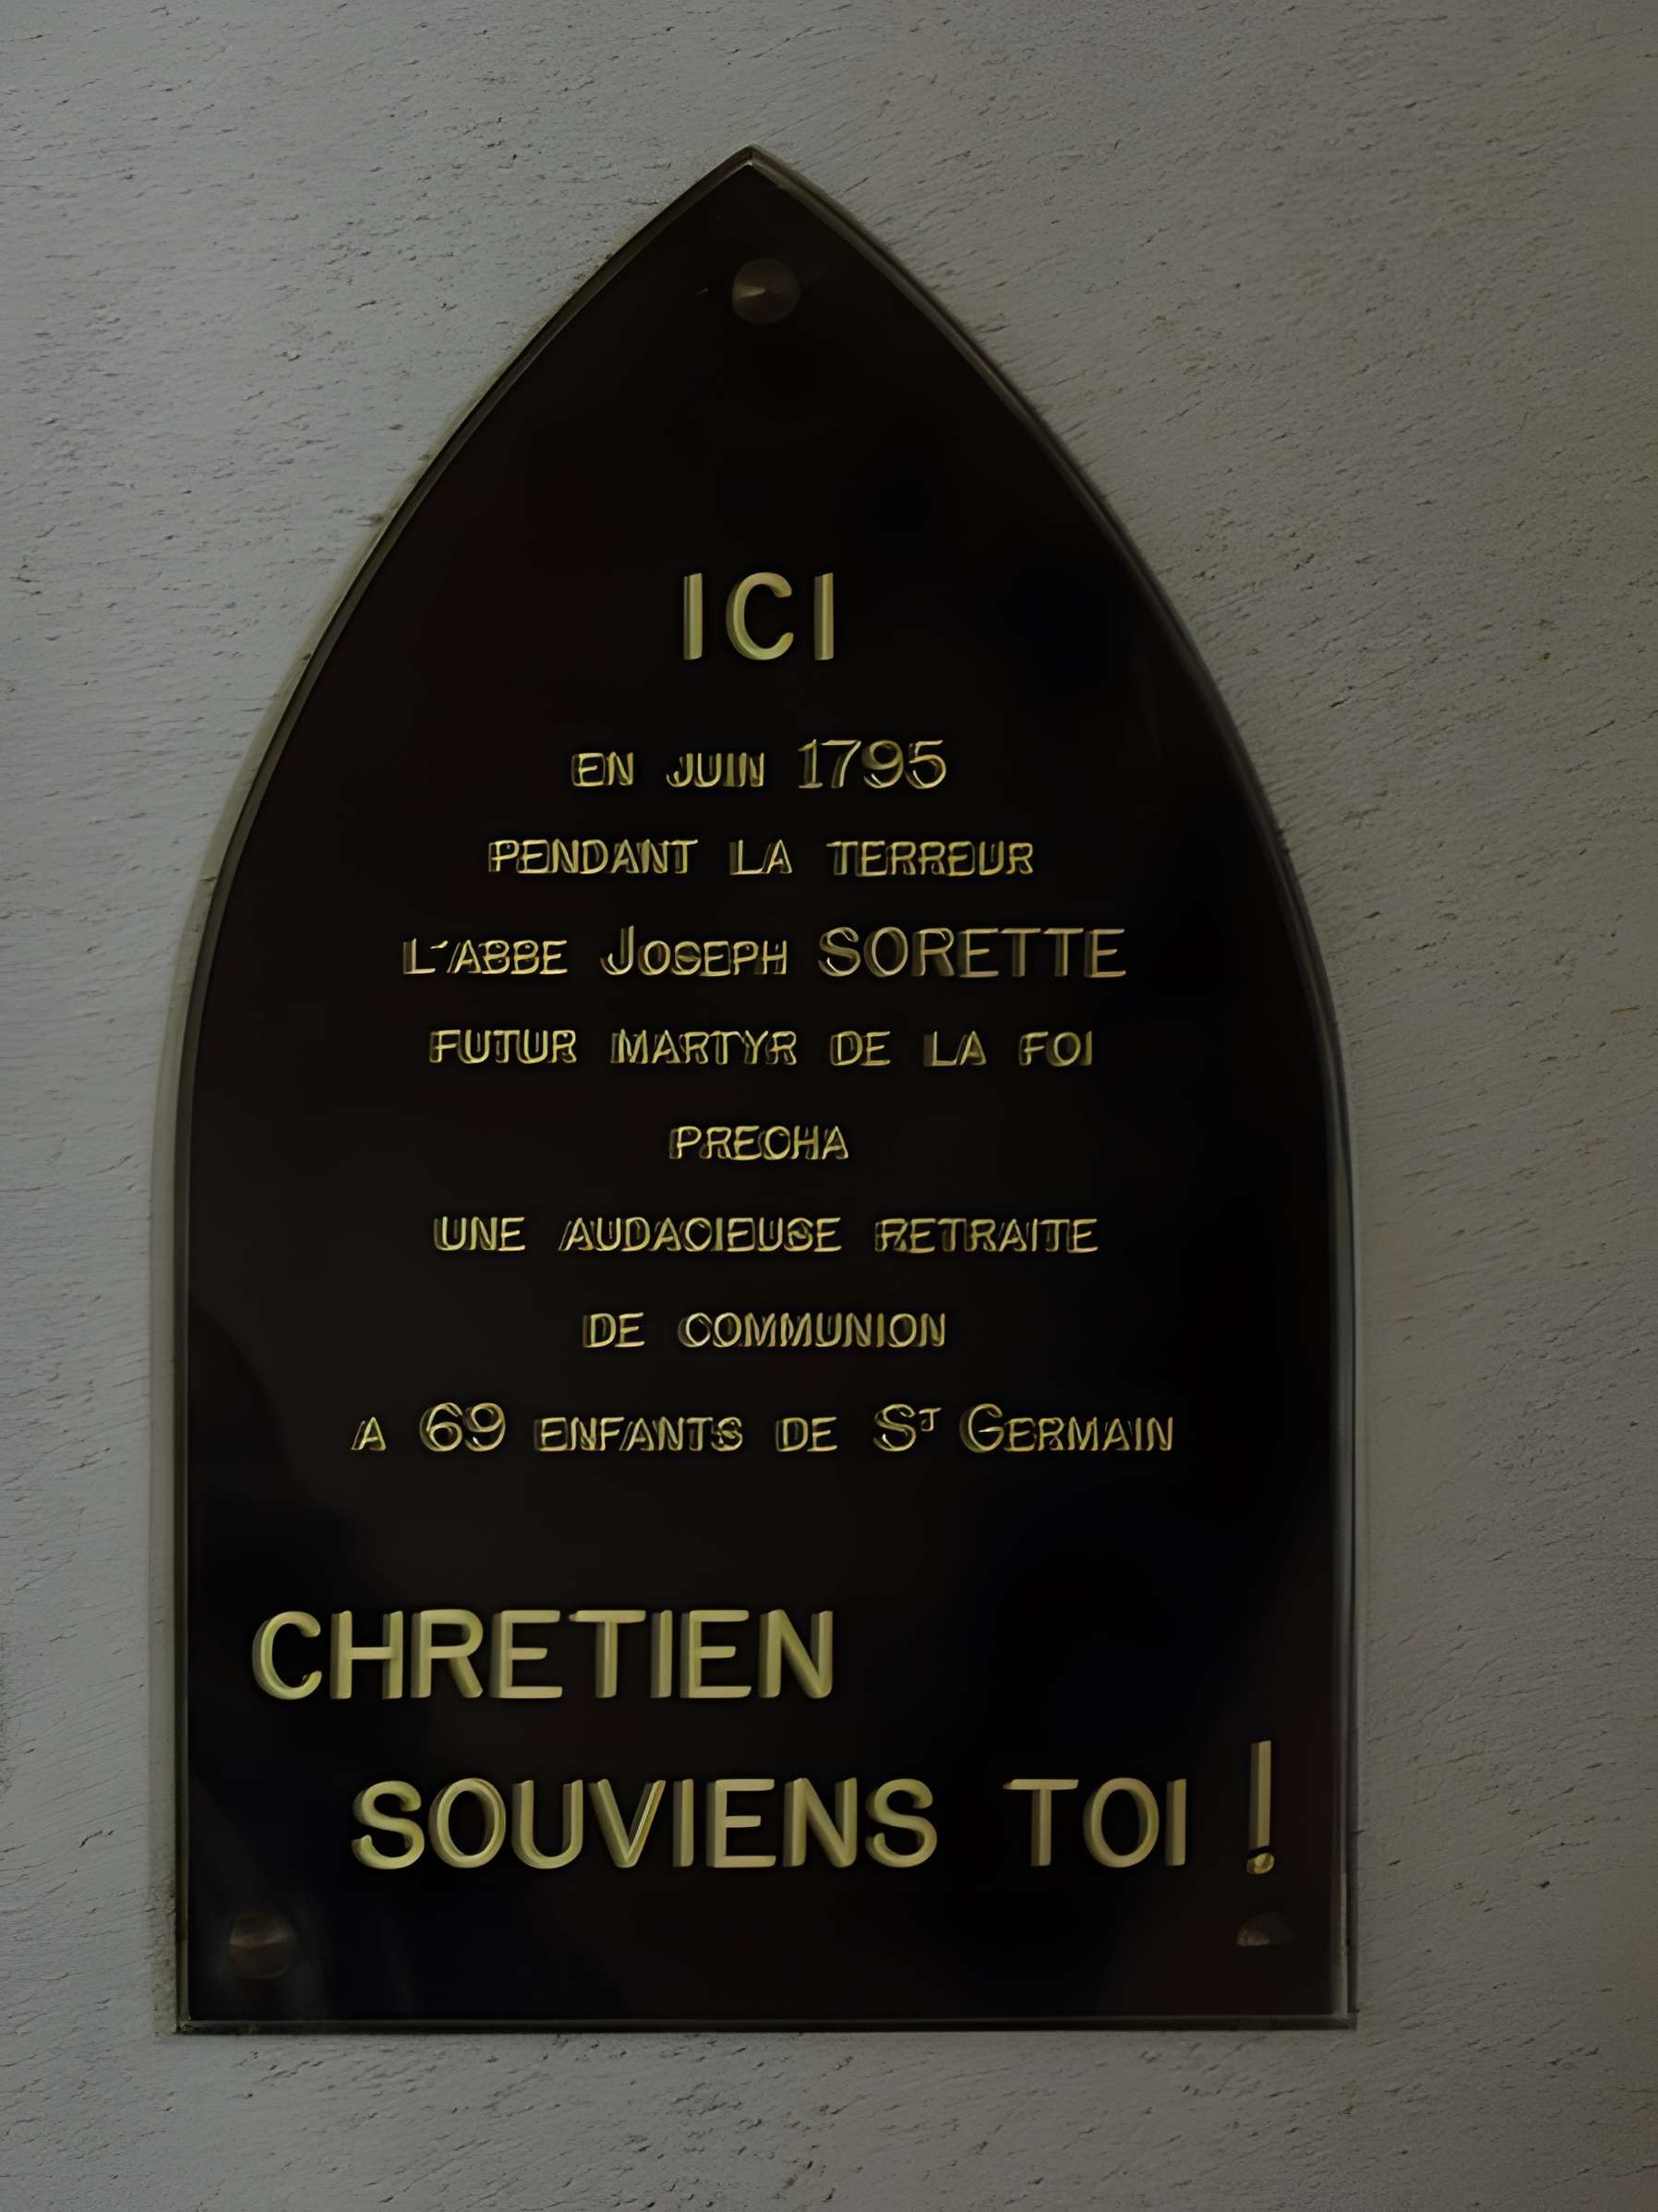 ICI
EN JUIN 1795
PENDANT LA TERREUR
L'ABBE JOSEPH SORETTE
FUTUR MARTYR DE LA FOI
PRECHA
UNE AUDACIEUSE RETRAITE
DE COMMUNION
A 69 ENFANTS DE ST GERMAIN
CHRETIEN
SOUVIENS TOI !